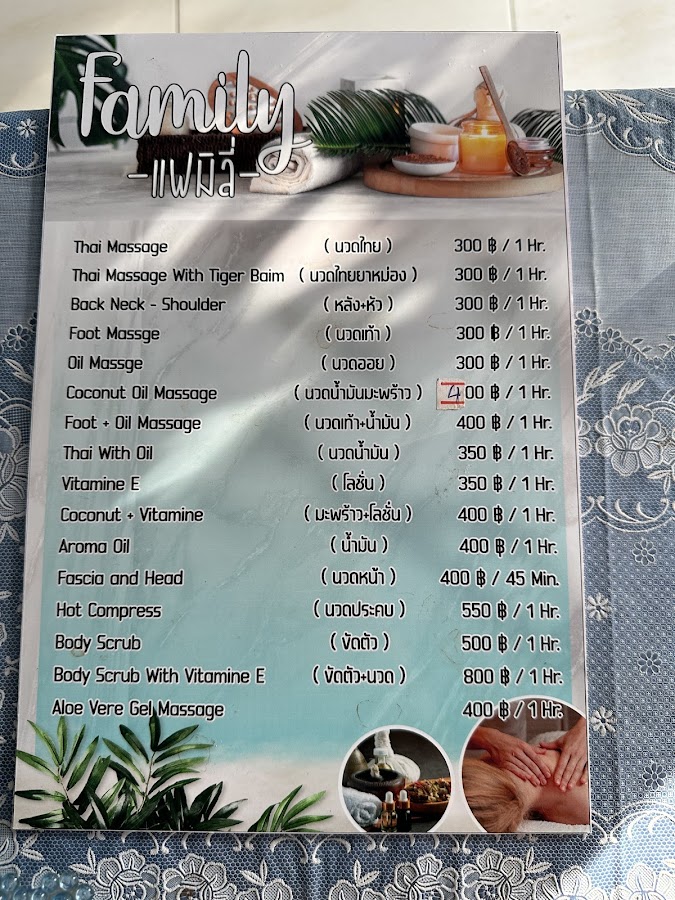 Family
-แฟมิลี่-
Thai Massage ( นวดไทย ) 300 ฿ / 1 Hr.
Thai Massage With Tiger Baim ( นวดไทยยาหม่อง ) 300 ฿ / 1 Hr.
Back Neck - Shoulder ( หลัง+หัว ) 300 ฿ / 1 Hr.
Foot Massge ( นวดเท้า ) 300 ฿ / 1 Hr.
Oil Massge ( นวดออย ) 300 ฿ / 1 Hr.
Coconut Oil Massage ( นวดน้ำมันมะพร้าว ) 400 ฿ / 1 Hr.
Foot + Oil Massage ( นวดเท้า+น้ำมัน ) 400 ฿ / 1 Hr.
Thai With Oil ( นวดน้ำมัน ) 350 ฿ / 1 Hr.
Vitamine E ( โลชั่น ) 350 ฿ / 1 Hr.
Coconut + Vitamine ( มะพร้าว+โลชั่น ) 400 ฿ / 1 Hr.
Aroma Oil ( น้ำมัน ) 400 ฿ / 1 Hr.
Fascia and Head ( นวดหน้า ) 400 ฿ / 45 Min.
Hot Compress ( นวดประคบ ) 550 ฿ / 1 Hr.
Body Scrub ( ขัดตัว ) 500 ฿ / 1 Hr.
Body Scrub With Vitamine E ( ขัดตัว+นวด ) 800 ฿ / 1 Hr.
Aloe Vere Gel Massage 400 ฿ / 1 Hr.